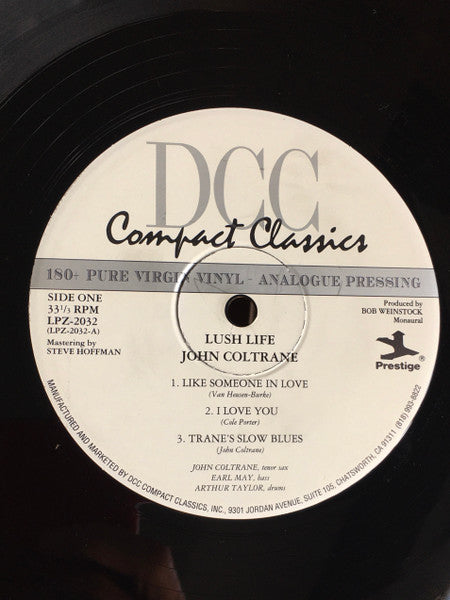 DCC
Compact Classics
180+ PURE VIRGIN VINYL - ANALOGUE PRESSING
SIDE ONE
33 1/3 RPM
LPZ-2032
(LPZ-2032-A)
Mastering by
STEVE HOFFMAN
Produced by
BOB WEINSTOCK
Monaural
Prestige
LUSH LIFE
JOHN COLTRANE
1. LIKE SOMEONE IN LOVE
(Van Heusen-Burke)
2. I LOVE YOU
(Cole Porter)
3. TRANE'S SLOW BLUES
(John Coltrane)
JOHN COLTRANE, tenor sax
EARL MAY, bass
ARTHUR TAYLOR, drums
MANUFACTURED AND MARKETED BY DCC COMPACT CLASSICS, INC., 9301 JORDAN AVENUE, SUITE 105, CHATSWORTH, CA 91311 (818) 993-8822